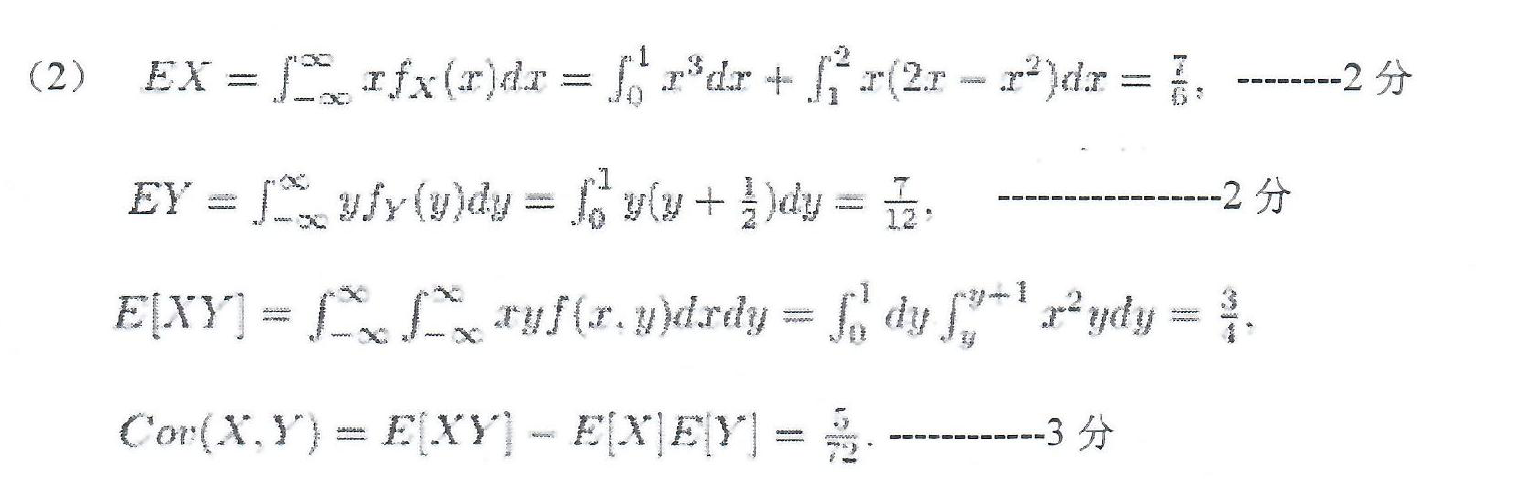 (2) EX = ∫_{-∞}^{∞} x f_X(x)dx = ∫_0^1 x^3 dx + ∫_1^2 x(2x − x^2)dx = 7/6, --------2 分
EY = ∫_{-∞}^{∞} y f_Y(y)dy = ∫_0^1 y(y + 1/2)dy = 7/12, -----------------2 分
E[XY] = ∫_{-∞}^{∞} ∫_{-∞}^{∞} xyf(x, y)dxdy = ∫_0^1 dy ∫_y^{y+1} x^2 ydy = 3/4.
Cov(X, Y) = E[XY] − E[X]E[Y] = 5/72. ------------3 分